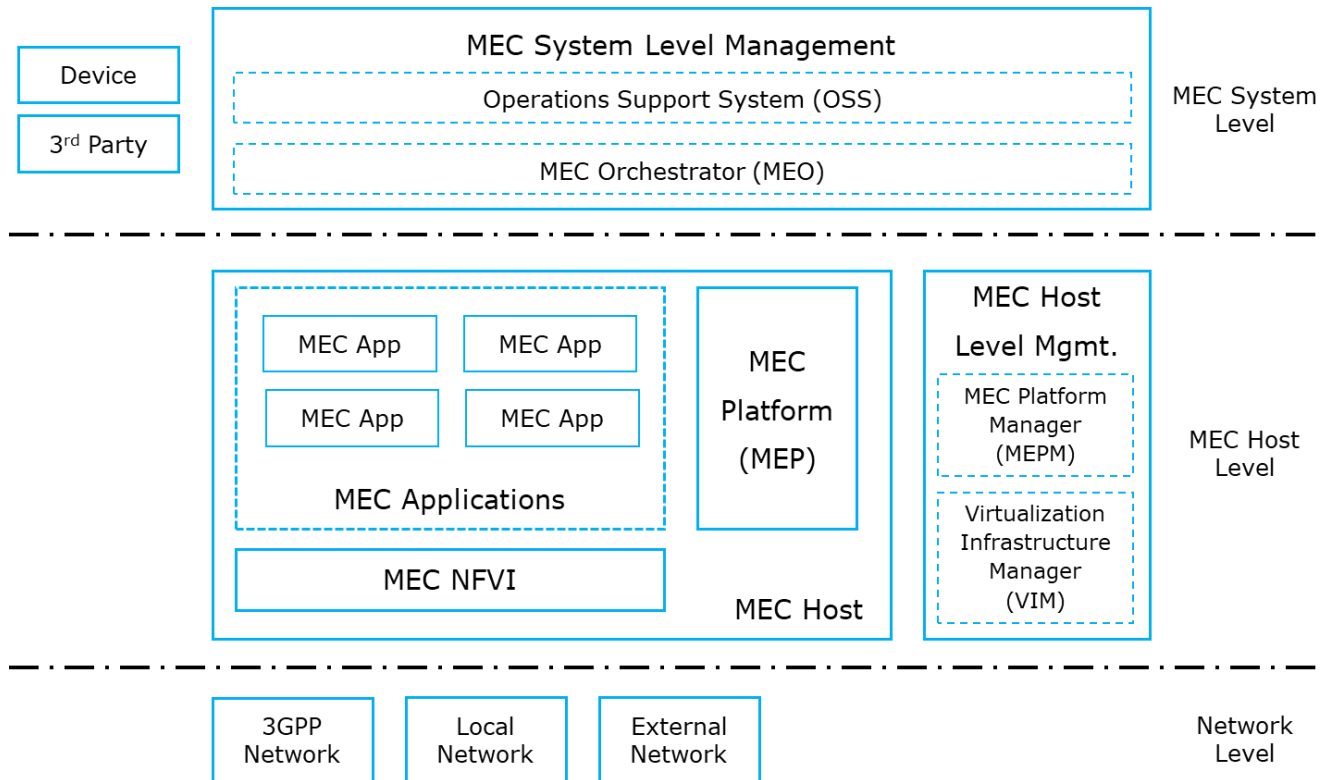 Device
3rd Party
MEC System Level Management
Operations Support System (OSS)
MEC Orchestrator (MEO)
MEC System
Level
MEC App
MEC App
MEC App
MEC App
MEC Applications
MEC NFVI
MEC
Platform
(MEP)
MEC Host
MEC Host
Level Mgmt.
MEC Platform
Manager
(MEPM)
Virtualization
Infrastructure
Manager
(VIM)
MEC Host
Level
3GPP
Network
Local
Network
External
Network
Network
Level